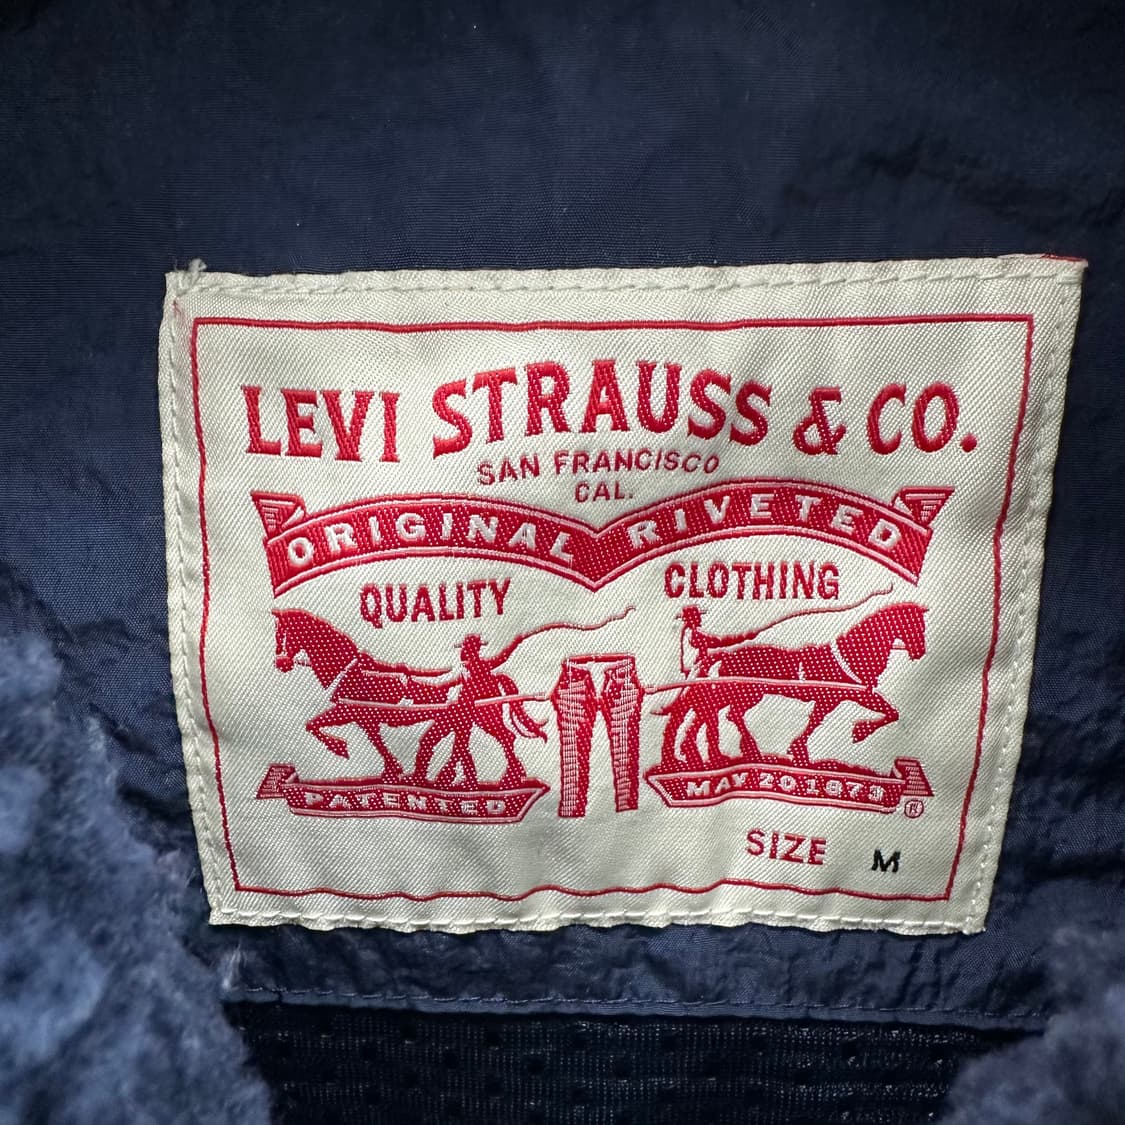 LEVI STRAUSS & CO.
SAN FRANCISCO
CAL.
ORIGINAL RIVETED
QUALITY CLOTHING
PATENTED MAY 20 1873 ®
SIZE M